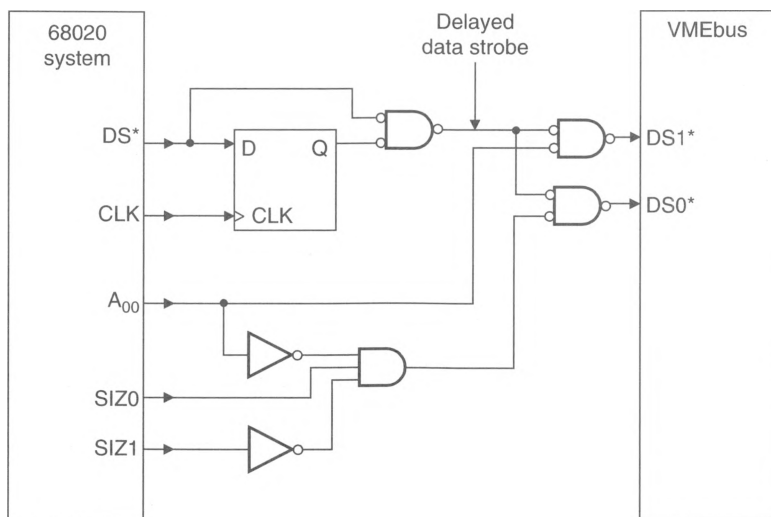 68020
system
Delayed
data strobe
VMEbus
DS*
D
Q
DS1*
DS0*
CLK
CLK
A00
SIZ0
SIZ1